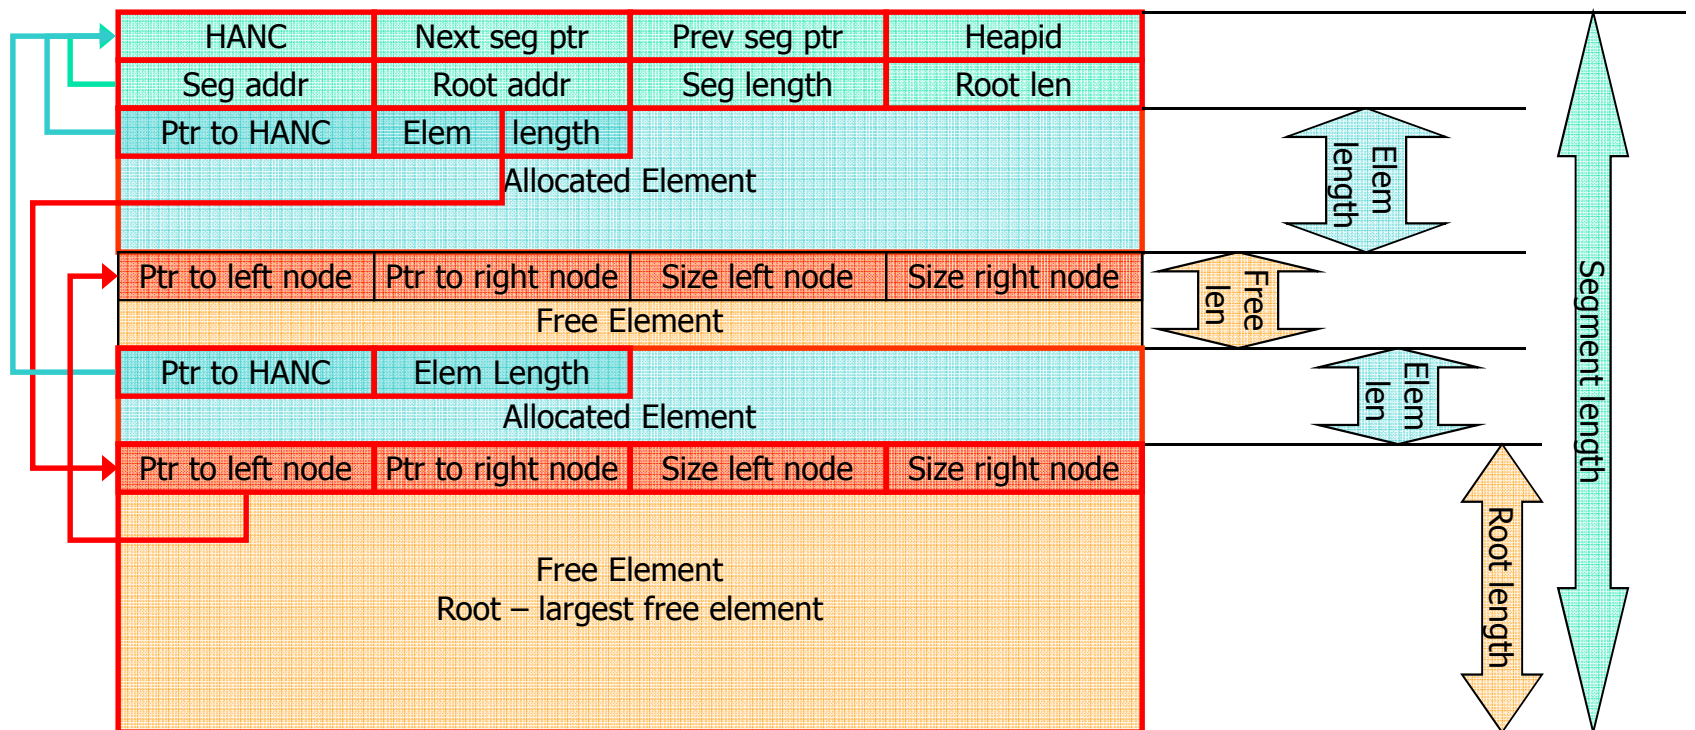 HANC Next seg ptr Prev seg ptr Heapid
Seg addr Root addr Seg length Root len
Ptr to HANC Elem length
Allocated Element
Elem
length
Ptr to left node Ptr to right node Size left node Size right node
Free Element
Free
len
Ptr to HANC Elem Length
Allocated Element
Elem
len
Ptr to left node Ptr to right node Size left node Size right node
Free Element
Root – largest free element
Root length
Segment length